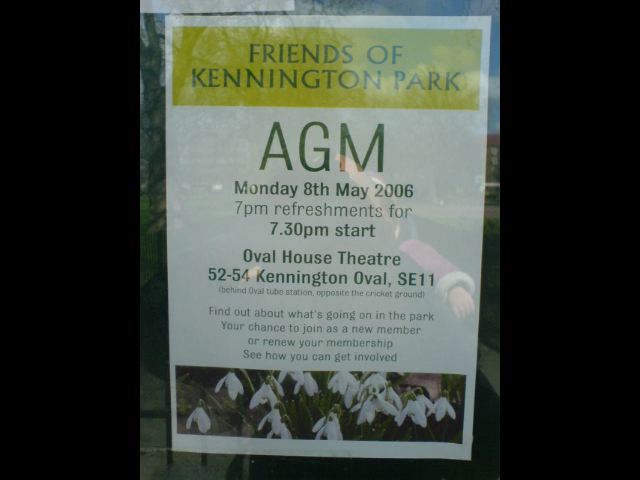 FRIENDS OF
KENNINGTON PARK
AGM
Monday 8th May 2006
7pm refreshments for
7.30pm start
Oval House Theatre
52-54 Kennington Oval, SE11
(behind Oval tube station, opposite the cricket ground)
Find out about what's going on in the park
Your chance to join as a new member
or renew your membership
See how you can get involved